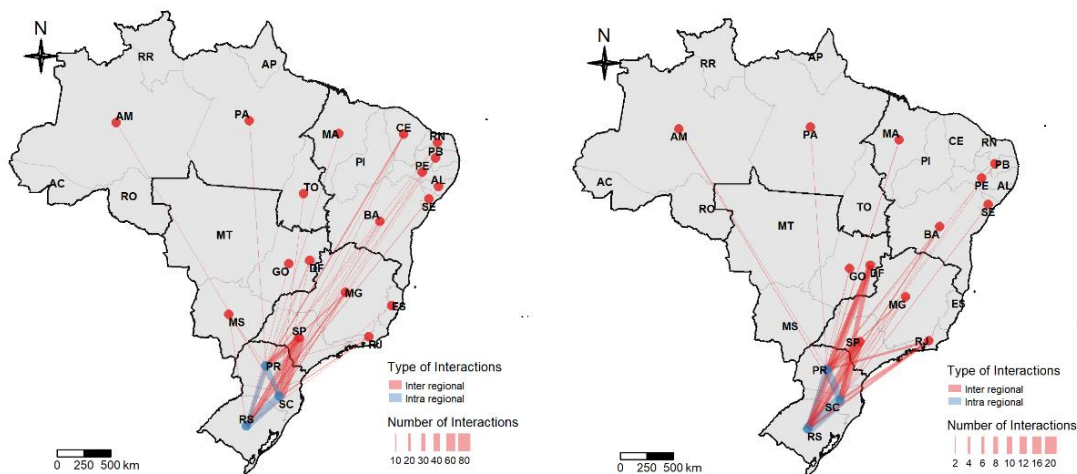 N
RR
AP
AM
PA
MA
CE
RN
PB
PE
PI
AL
SE
AC
RO
TO
BA
MT
GO
DF
MG
ES
MS
SP
RJ
PR
SC
RS
Type of Interactions
Inter regional
Intra regional
Number of Interactions
10 20 30 40 60 80
0 250 500 km
N
RR
AP
AM
PA
MA
CE
RN
PB
PI
PE
AL
SE
AC
RO
TO
BA
MT
GO
DF
MG
ES
MS
SP
RJ
PR
SC
RS
Type of Interactions
Inter regional
Intra regional
Number of Interactions
2 4 6 8 10 12 16 20
0 250 500 km